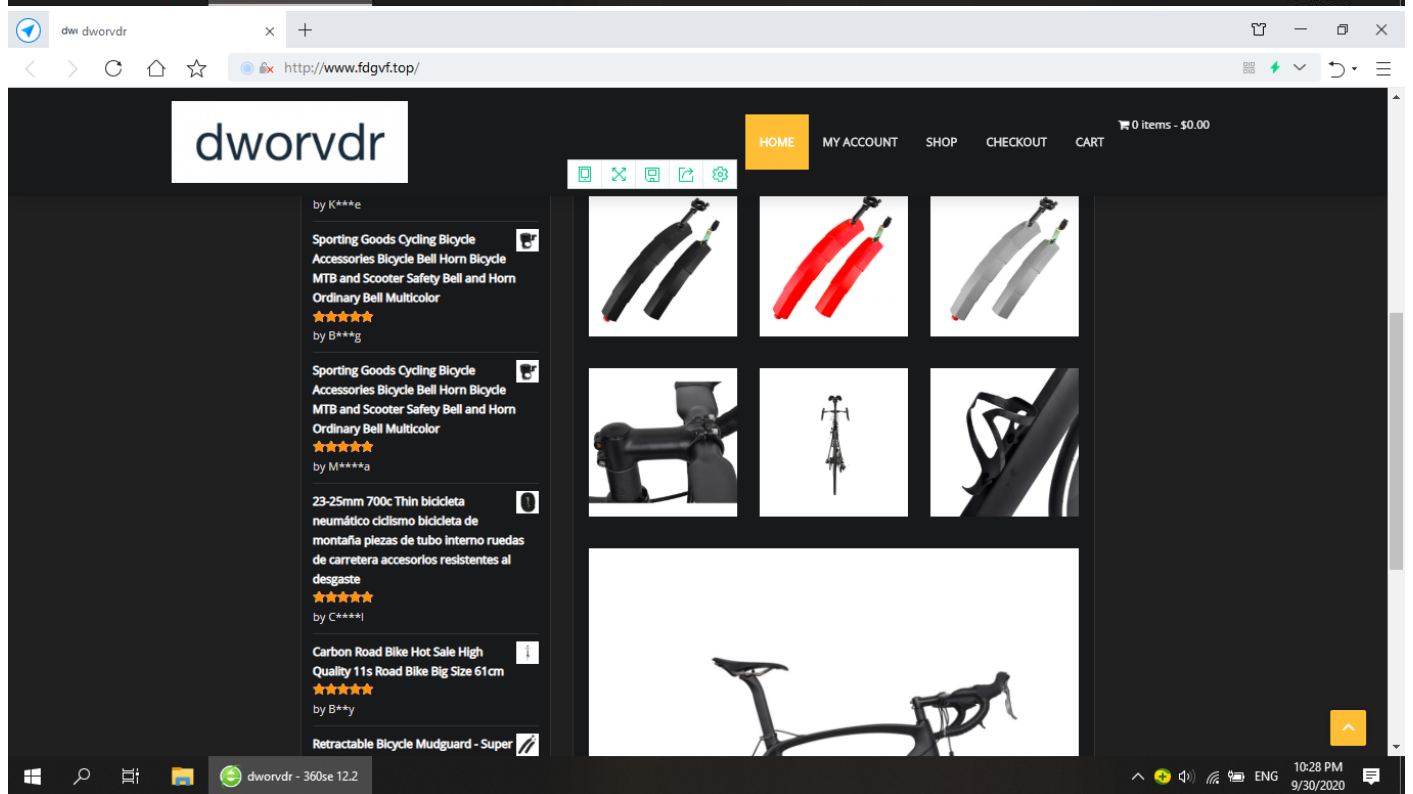 dwo dworvdr
http://www.fdgvf.top/
dworvdr
HOME
MY ACCOUNT
SHOP
CHECKOUT
CART
0 items - $0.00
by K***e
Sporting Goods Cycling Bicycle
Accessories Bicycle Bell Horn Bicycle
MTB and Scooter Safety Bell and Horn
Ordinary Bell Multicolor
by B***g
Sporting Goods Cycling Bicycle
Accessories Bicycle Bell Horn Bicycle
MTB and Scooter Safety Bell and Horn
Ordinary Bell Multicolor
by M****a
23-25mm 700c Thin bicicleta
neumático ciclismo bicicleta de
montaña piezas de tubo interno ruedas
de carretera accesorios resistentes al
desgaste
by C****l
Carbon Road Bike Hot Sale High
Quality 11s Road Bike Big Size 61cm
by B**y
Retractable Bicycle Mudguard - Super
dworvdr - 360se 12.2
ENG
10:28 PM
9/30/2020